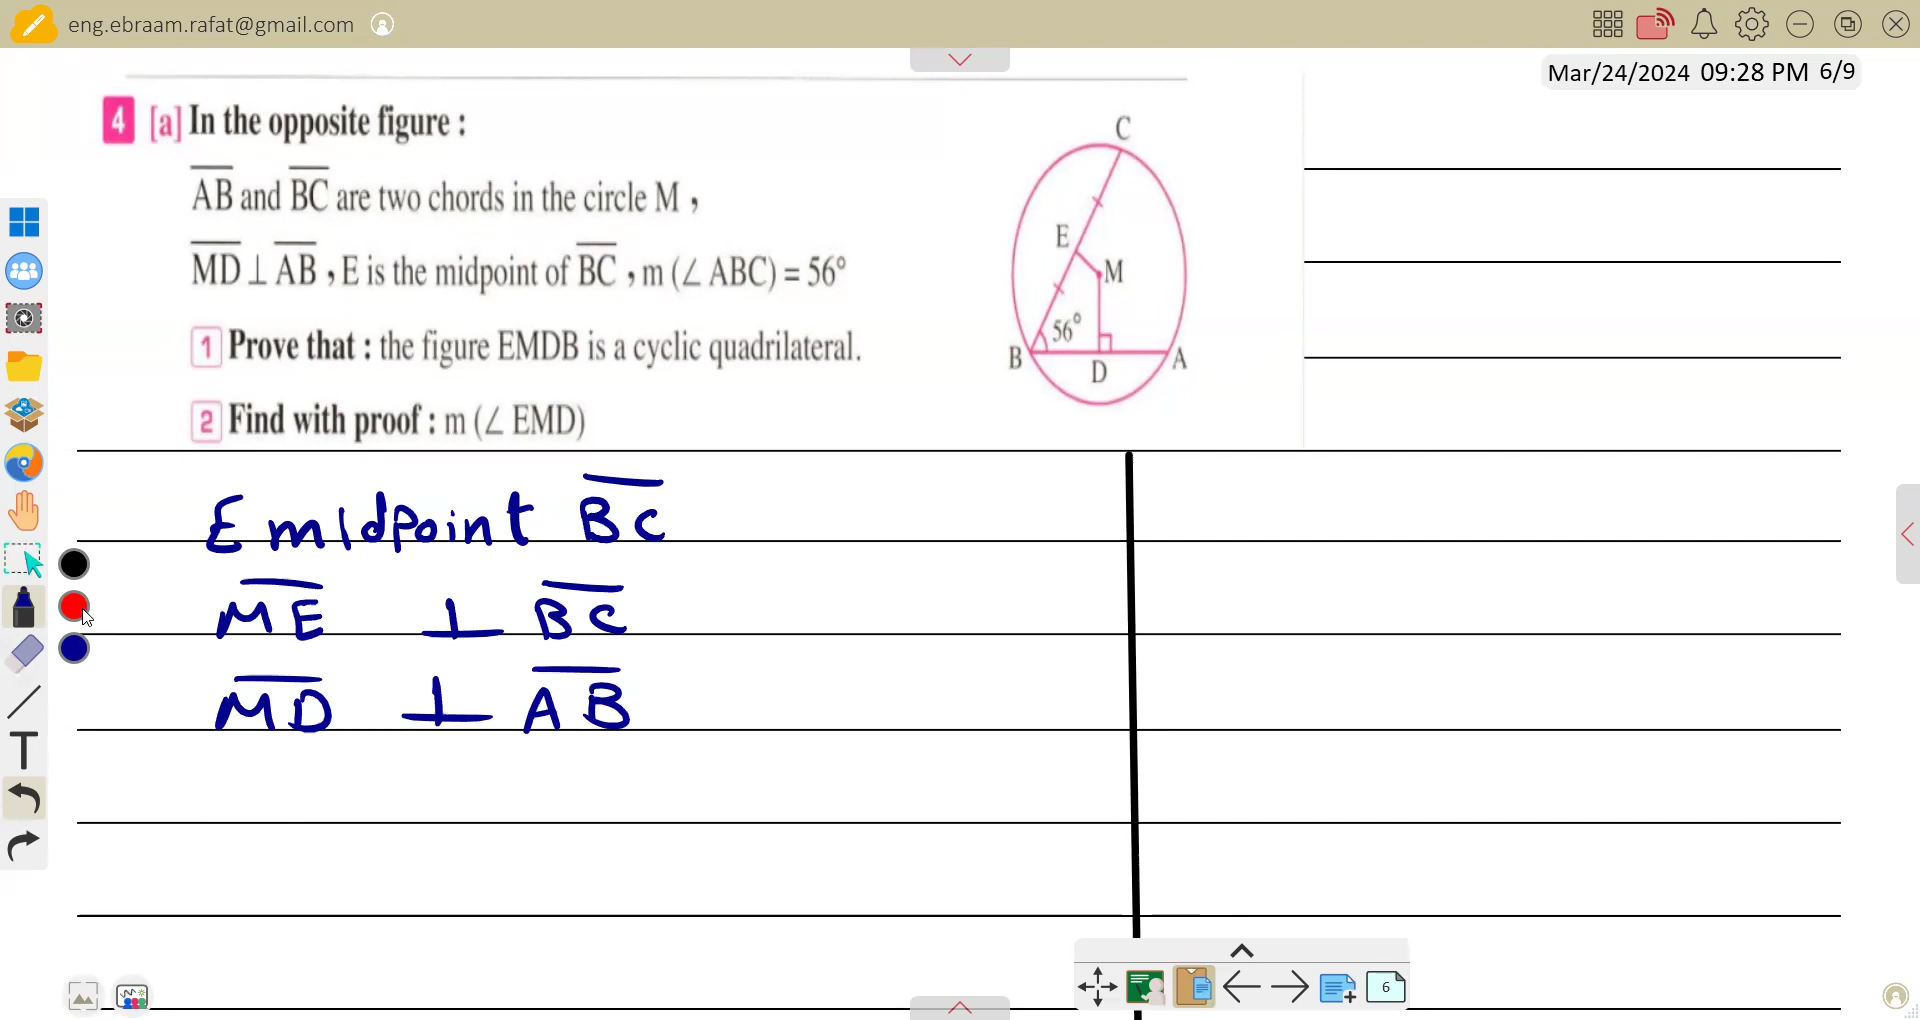 eng.ebraam.rafat@gmail.com
Mar/24/2024 09:28 PM 6/9
4 [a] In the opposite figure :
AB and BC are two chords in the circle M ,
MD ⊥ AB , E is the midpoint of BC , m (∠ ABC) = 56°
1 Prove that : the figure EMDB is a cyclic quadrilateral.
2 Find with proof : m (∠ EMD)
C
E
M
56°
B
D
A
E midpoint BC
ME ⊥ BC
MD ⊥ AB
T
6